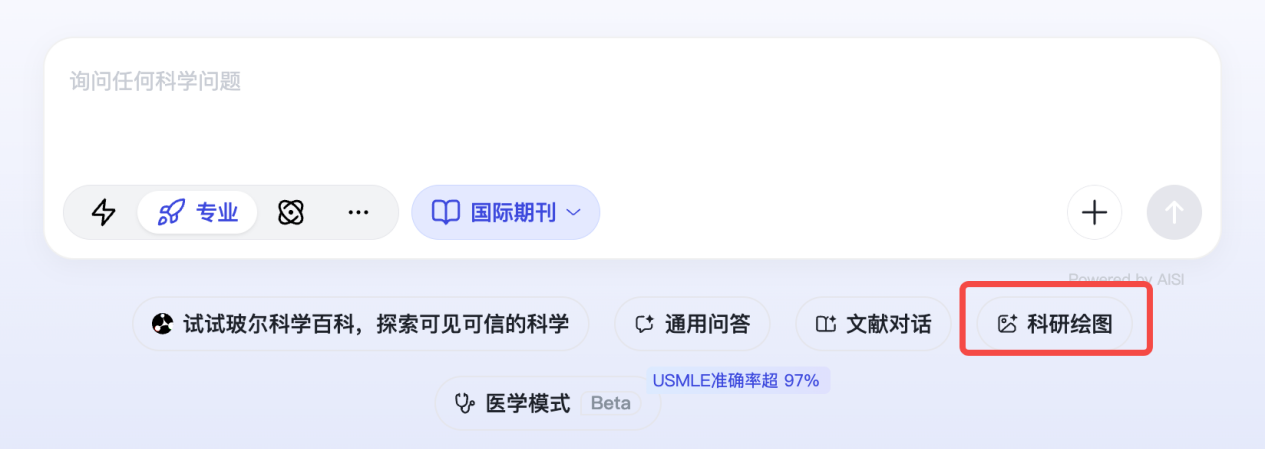 询问任何科学问题
专业
国际期刊
Powered by AISI
试试玻尔科学百科，探索可见可信的科学
通用问答
文献对话
科研绘图
USMLE准确率超 97%
医学模式 Beta